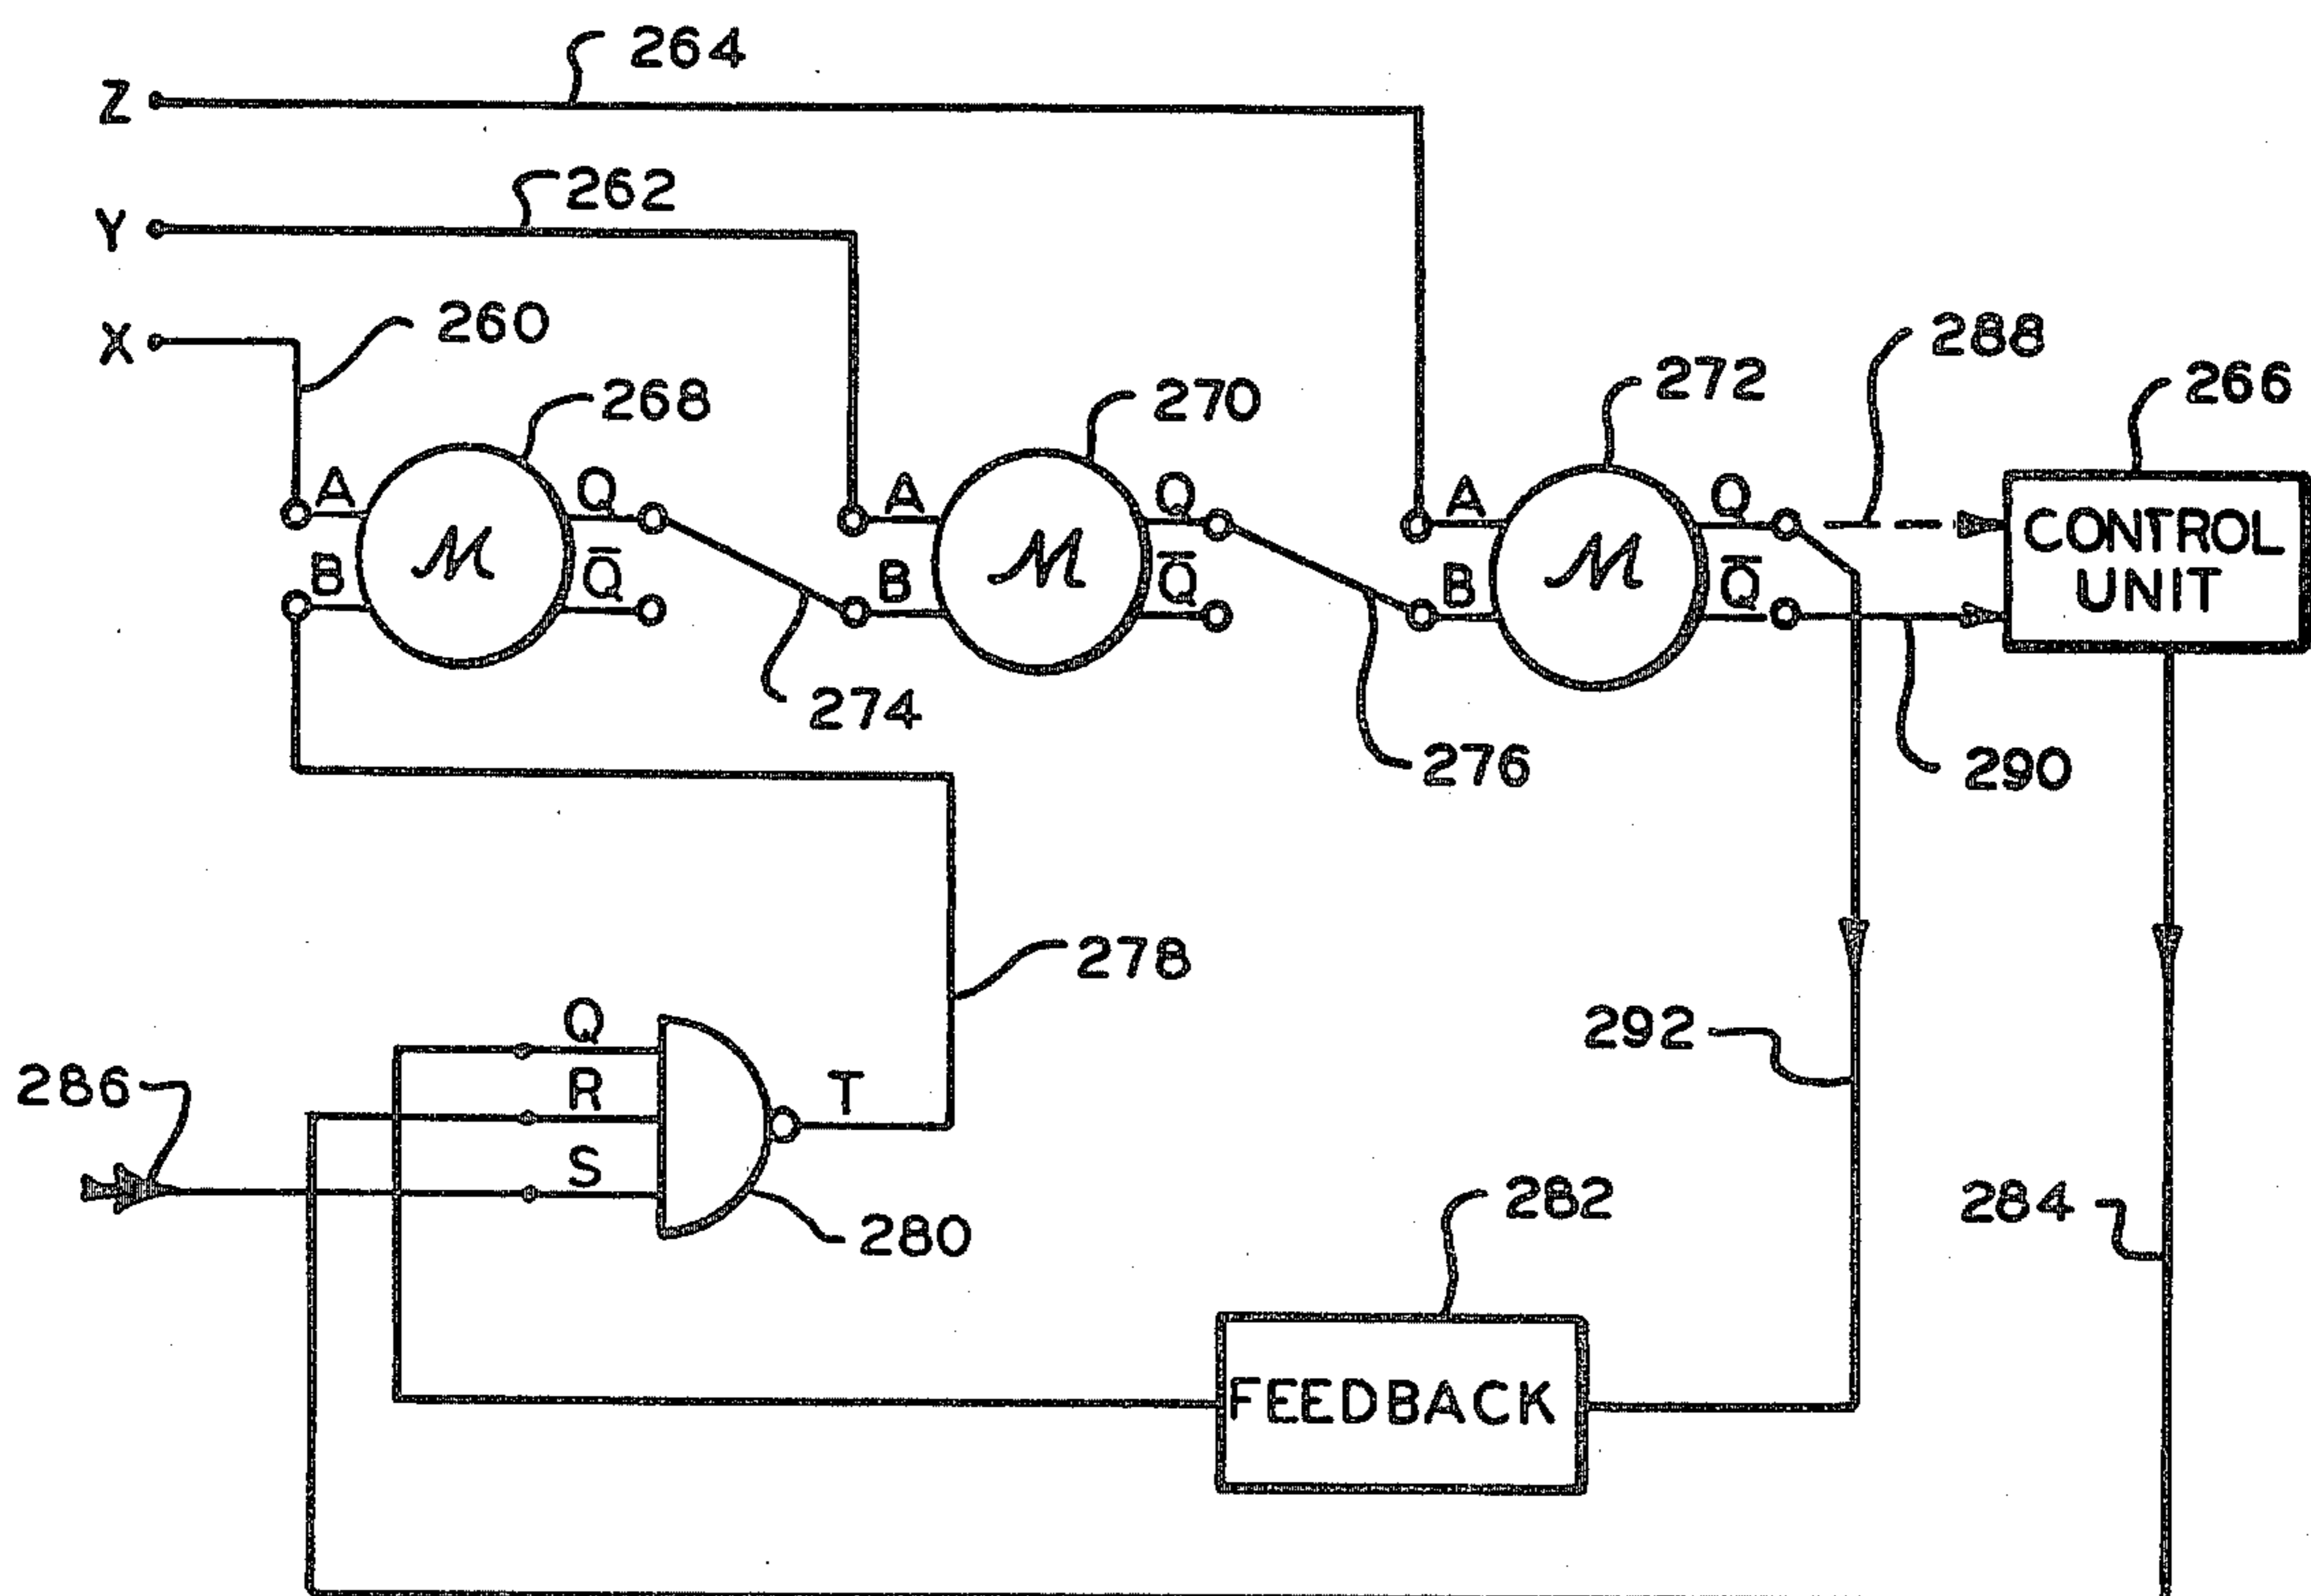 264
Z
262
Y
260
X
288
272
266
270
268
A
Q
A
Q
A
Q
M
M
M
CONTROL
UNIT
B
Q̅
B
Q̅
B
Q̅
274
276
290
278
Q
292
286
R
T
S
282
284
280
FEEDBACK